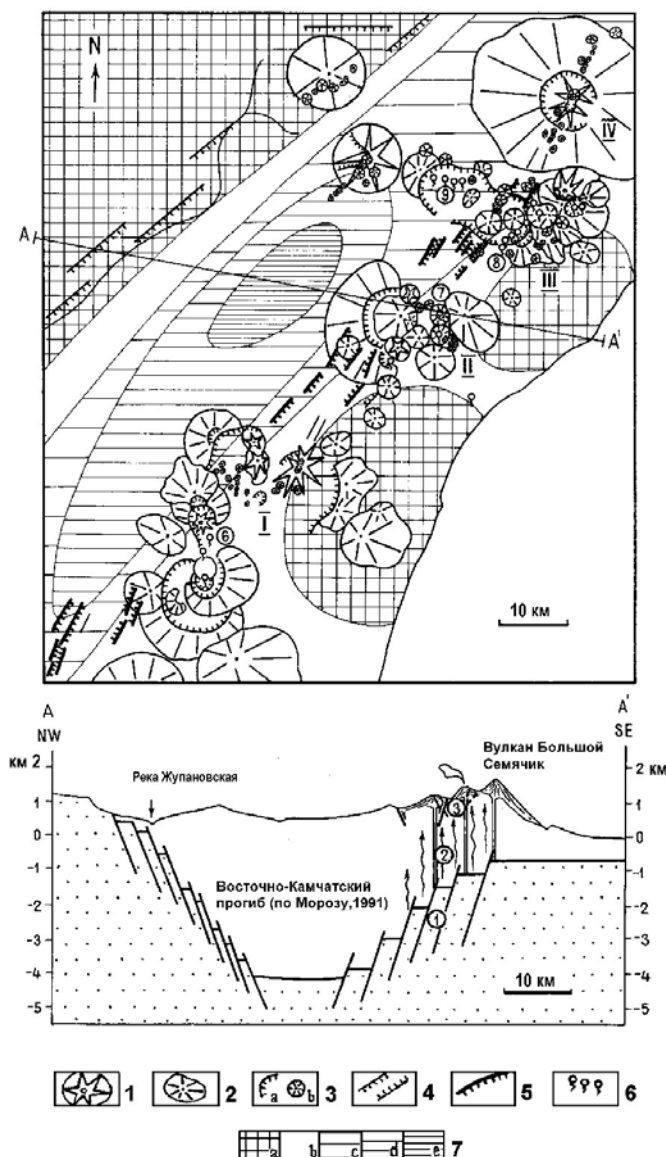 N
IV
9
8
III
A
7
A'
II
I
6
10 км
A
NW
A'
SE
Вулкан Большой
Семячик
км 2
2 км
Река Жупановская
1
1
3
0
0
2
-1
-1
Восточно-Камчатский
прогиб (по Морозу,1991)
-2
-2
1
-3
-3
-4
-4
10 км
-5
-5
1
2
a b 3
4
5
6
a b c d e 7